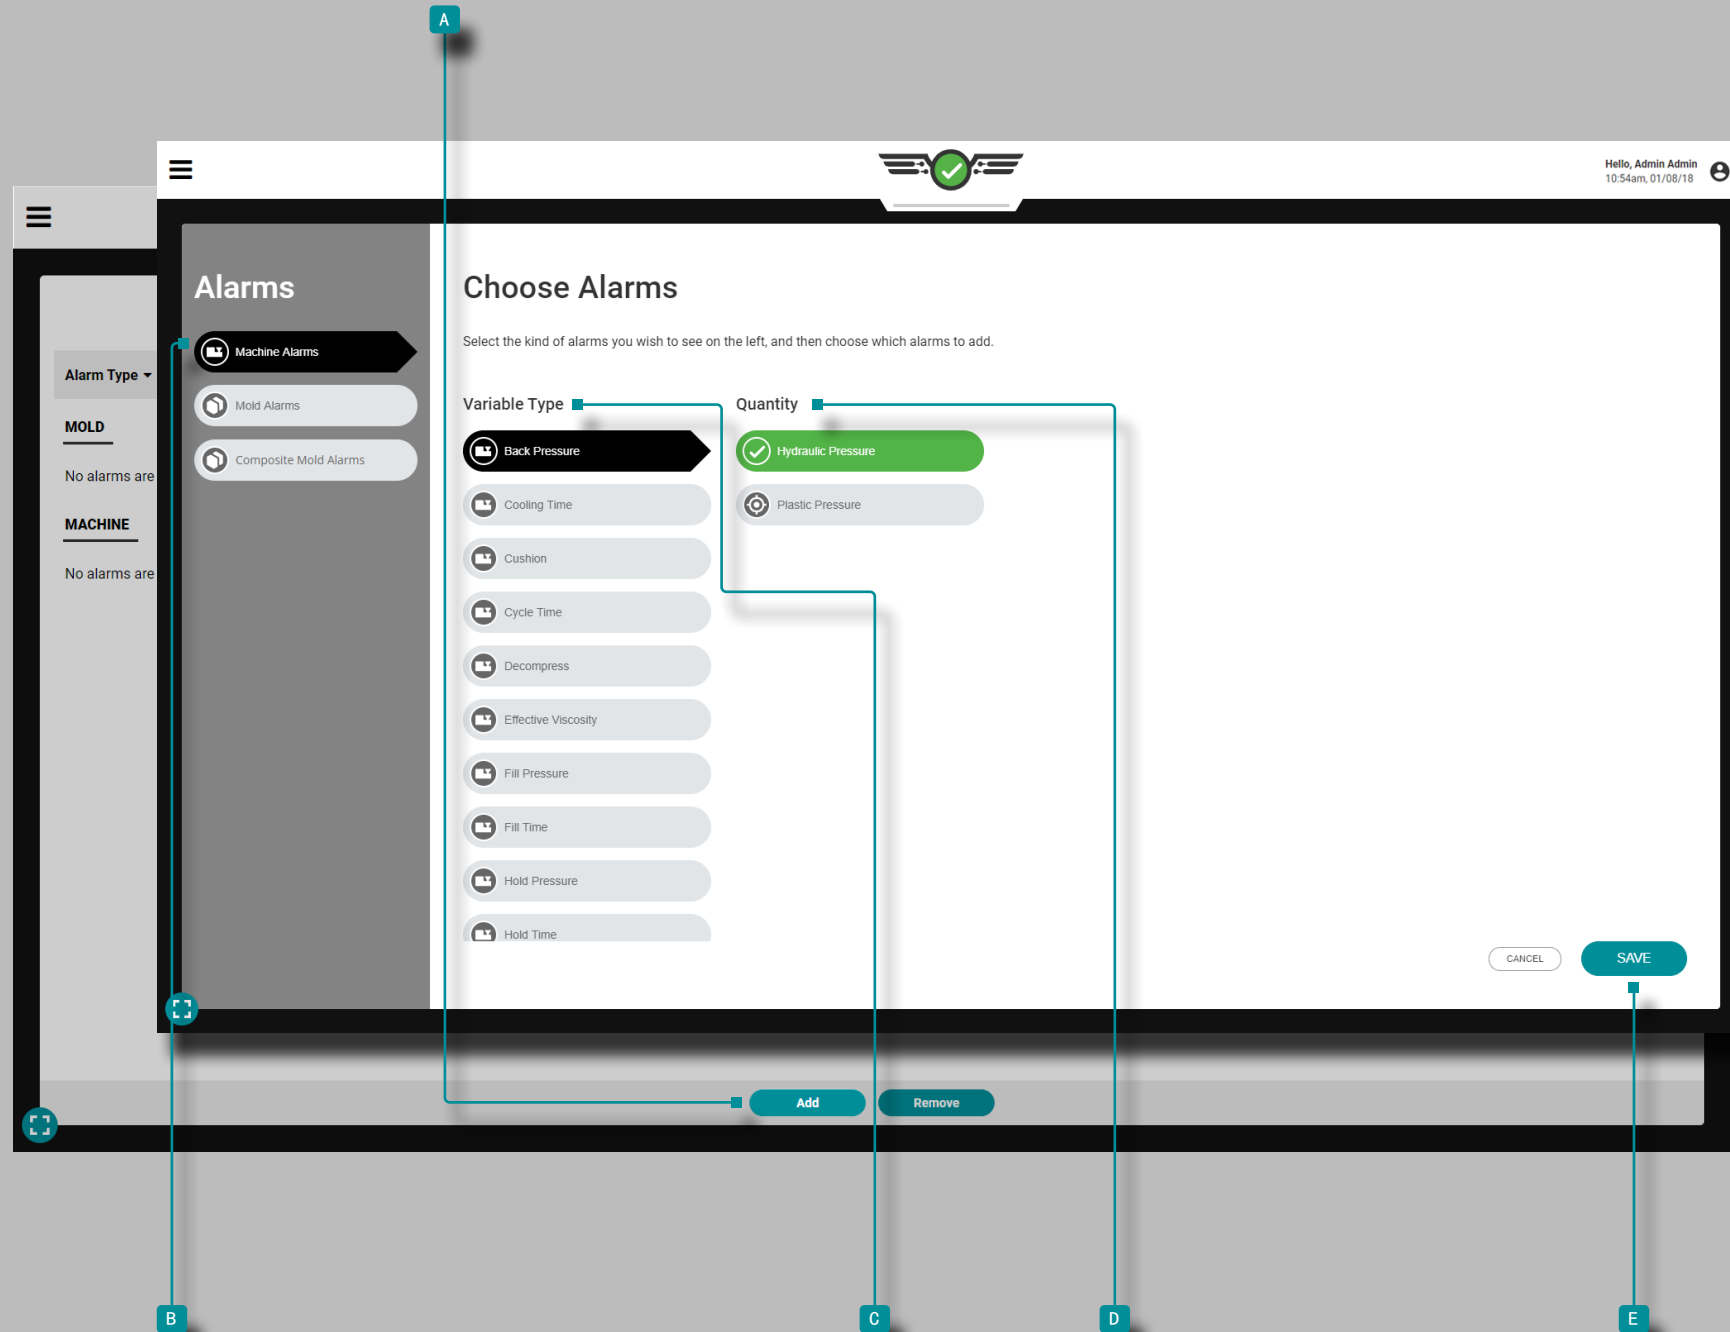 A
Hello, Admin Admin
10:54am, 01/08/18
Alarms
Machine Alarms
Mold Alarms
Composite Mold Alarms
Choose Alarms
Select the kind of alarms you wish to see on the left, and then choose which alarms to add.
Variable Type
Back Pressure
Cooling Time
Cushion
Cycle Time
Decompress
Effective Viscosity
Fill Pressure
Fill Time
Hold Pressure
Hold Time
Quantity
Hydraulic Pressure
Plastic Pressure
CANCEL
SAVE
Alarm Type
MOLD
No alarms are
MACHINE
No alarms are
Add
Remove
B
C
D
E